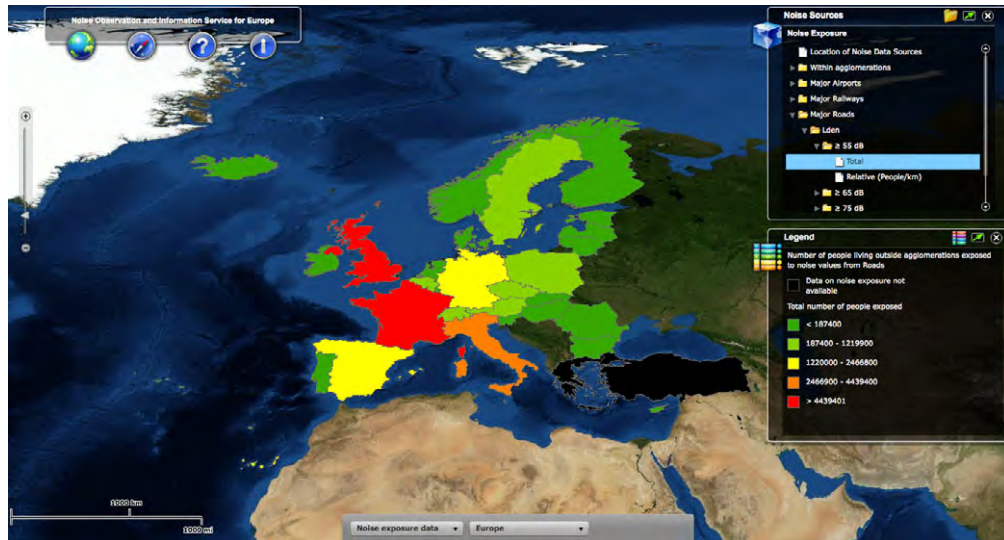 Noise Observation and Information Service for Europe
Noise Sources
Noise Exposure
Location of Noise Data Sources
Within agglomerations
Major Airports
Major Railways
Major Roads
Lden
≥ 55 dB
Total
Relative (People/km)
≥ 65 dB
≥ 75 dB
Legend
Number of people living outside agglomerations exposed
to noise values from Roads
Data on noise exposure not
available
Total number of people exposed
< 187400
187400 - 1219900
1220000 - 2466800
2466900 - 4439400
> 4439401
1000 km
1000 mi
Noise exposure data
Europe